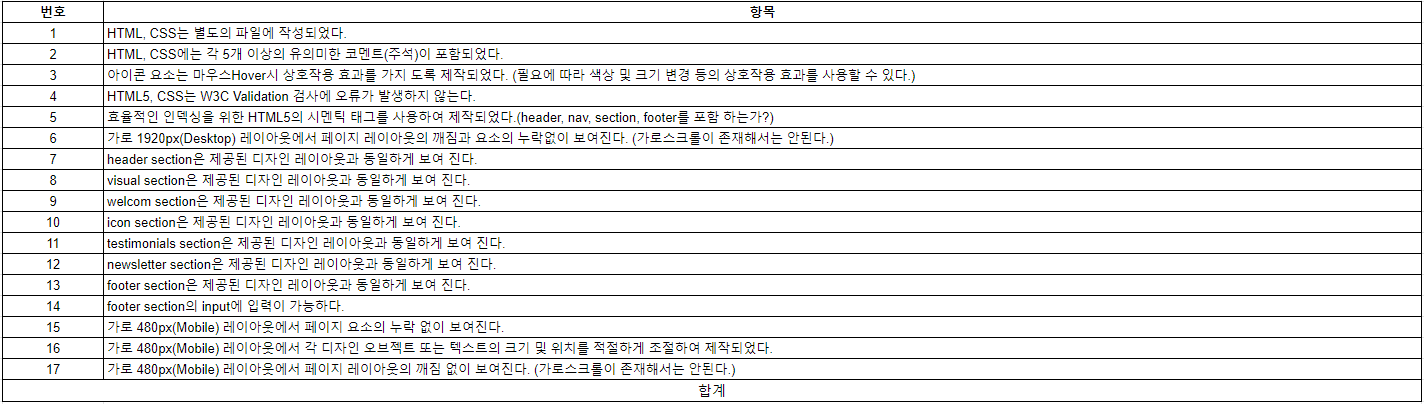 번호 항목
1 HTML, CSS는 별도의 파일에 작성되었다.
2 HTML, CSS에는 각 5개 이상의 유의미한 코멘트(주석)이 포함되었다.
3 아이콘 요소는 마우스Hover시 상호작용 효과를 가지 도록 제작되었다. (필요에 따라 색상 및 크기 변경 등의 상호작용 효과를 사용할 수 있다.)
4 HTML5, CSS는 W3C Validation 검사에 오류가 발생하지 않는다.
5 효율적인 인덱싱을 위한 HTML5의 시멘틱 태그를 사용하여 제작되었다.(header, nav, section, footer를 포함 하는가?)
6 가로 1920px(Desktop) 레이아웃에서 페이지 레이아웃의 깨짐과 요소의 누락없이 보여진다. (가로스크롤이 존재해서는 안된다.)
7 header section은 제공된 디자인 레이아웃과 동일하게 보여 진다.
8 visual section은 제공된 디자인 레이아웃과 동일하게 보여 진다.
9 welcom section은 제공된 디자인 레이아웃과 동일하게 보여 진다.
10 icon section은 제공된 디자인 레이아웃과 동일하게 보여 진다.
11 testimonials section은 제공된 디자인 레이아웃과 동일하게 보여 진다.
12 newsletter section은 제공된 디자인 레이아웃과 동일하게 보여 진다.
13 footer section은 제공된 디자인 레이아웃과 동일하게 보여 진다.
14 footer section의 input에 입력이 가능하다.
15 가로 480px(Mobile) 레이아웃에서 페이지 요소의 누락 없이 보여진다.
16 가로 480px(Mobile) 레이아웃에서 각 디자인 오브젝트 또는 텍스트의 크기 및 위치를 적절하게 조절하여 제작되었다.
17 가로 480px(Mobile) 레이아웃에서 페이지 레이아웃의 깨짐 없이 보여진다. (가로스크롤이 존재해서는 안된다.)
합계